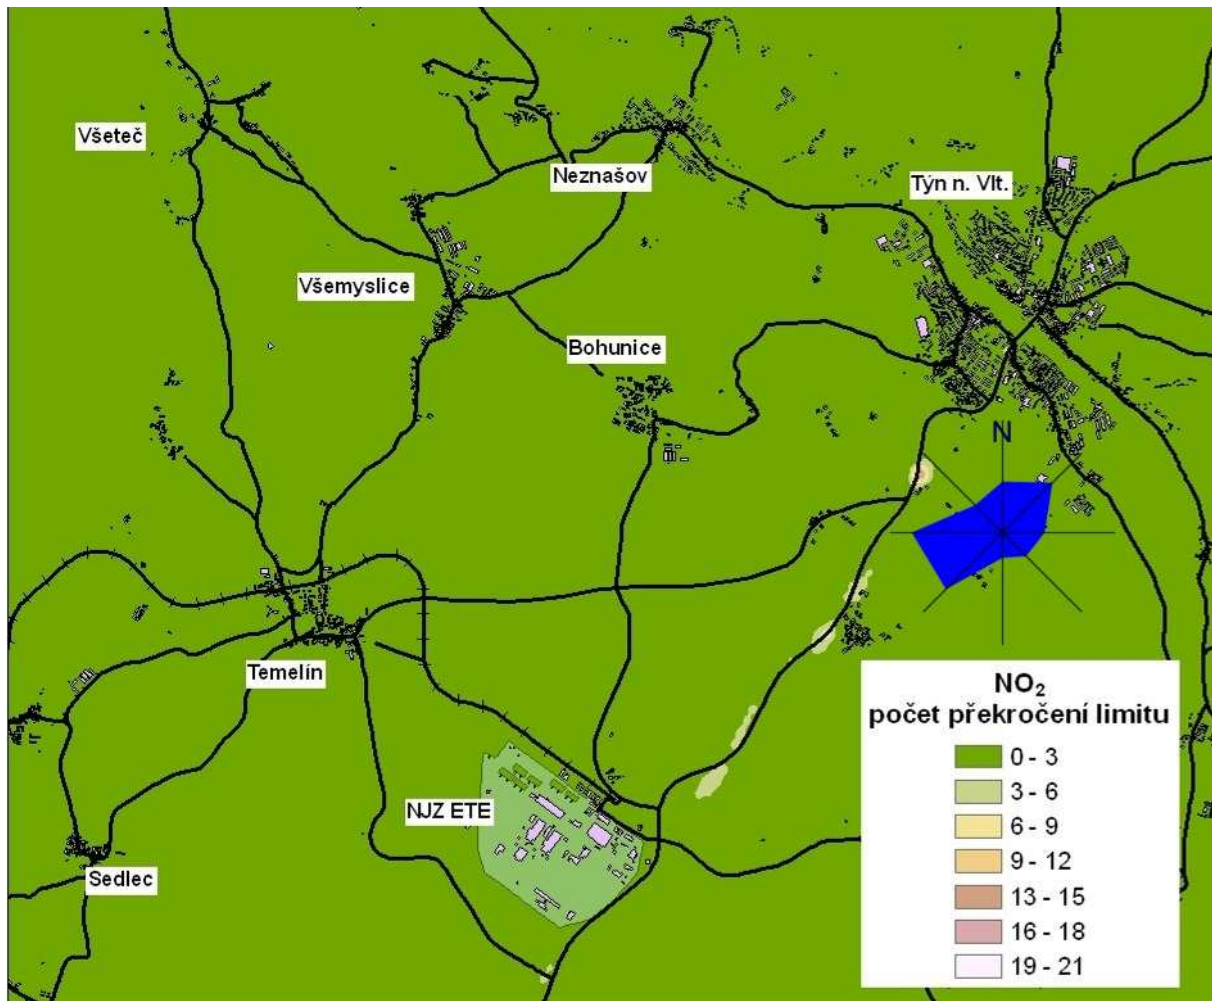 Všeteč
Neznašov
Týn n. Vlt.
Všemyslice
Bohunice
N
Temelín
NJZ ETE
Sedlec
NO₂
počet překročení limitu
0 - 3
3 - 6
6 - 9
9 - 12
13 - 15
16 - 18
19 - 21